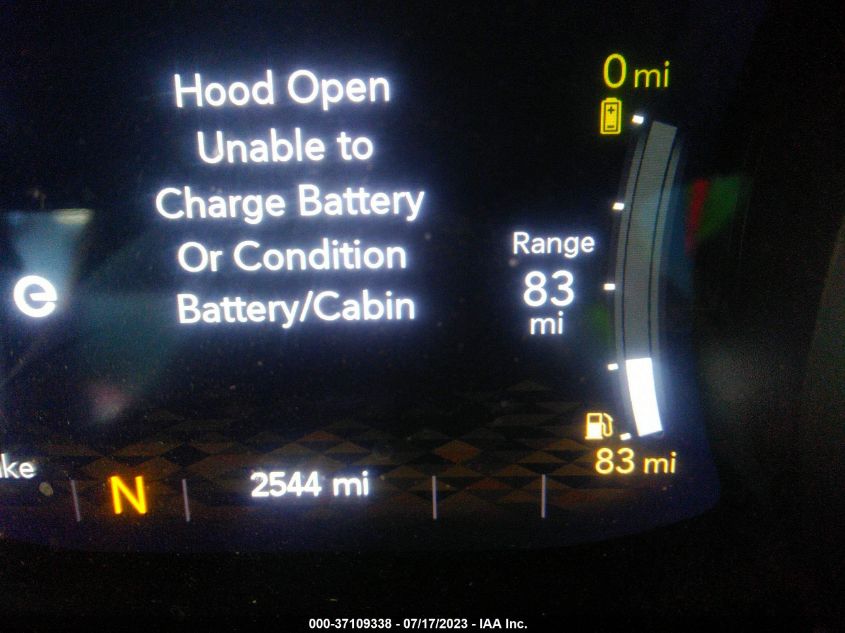 Hood Open
Unable to
Charge Battery
Or Condition
Battery/Cabin
0 mi
Range
83
mi
e
83 mi
N
2544 mi
000-37109338 - 07/17/2023 - IAA Inc.